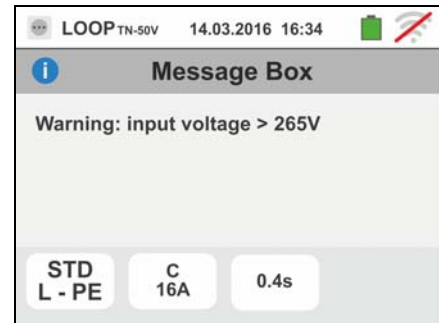 LOOP TN-50V 14.03.2016 16:34
i Message Box
Warning: input voltage > 265V
STD C 0.4s
L - PE 16A